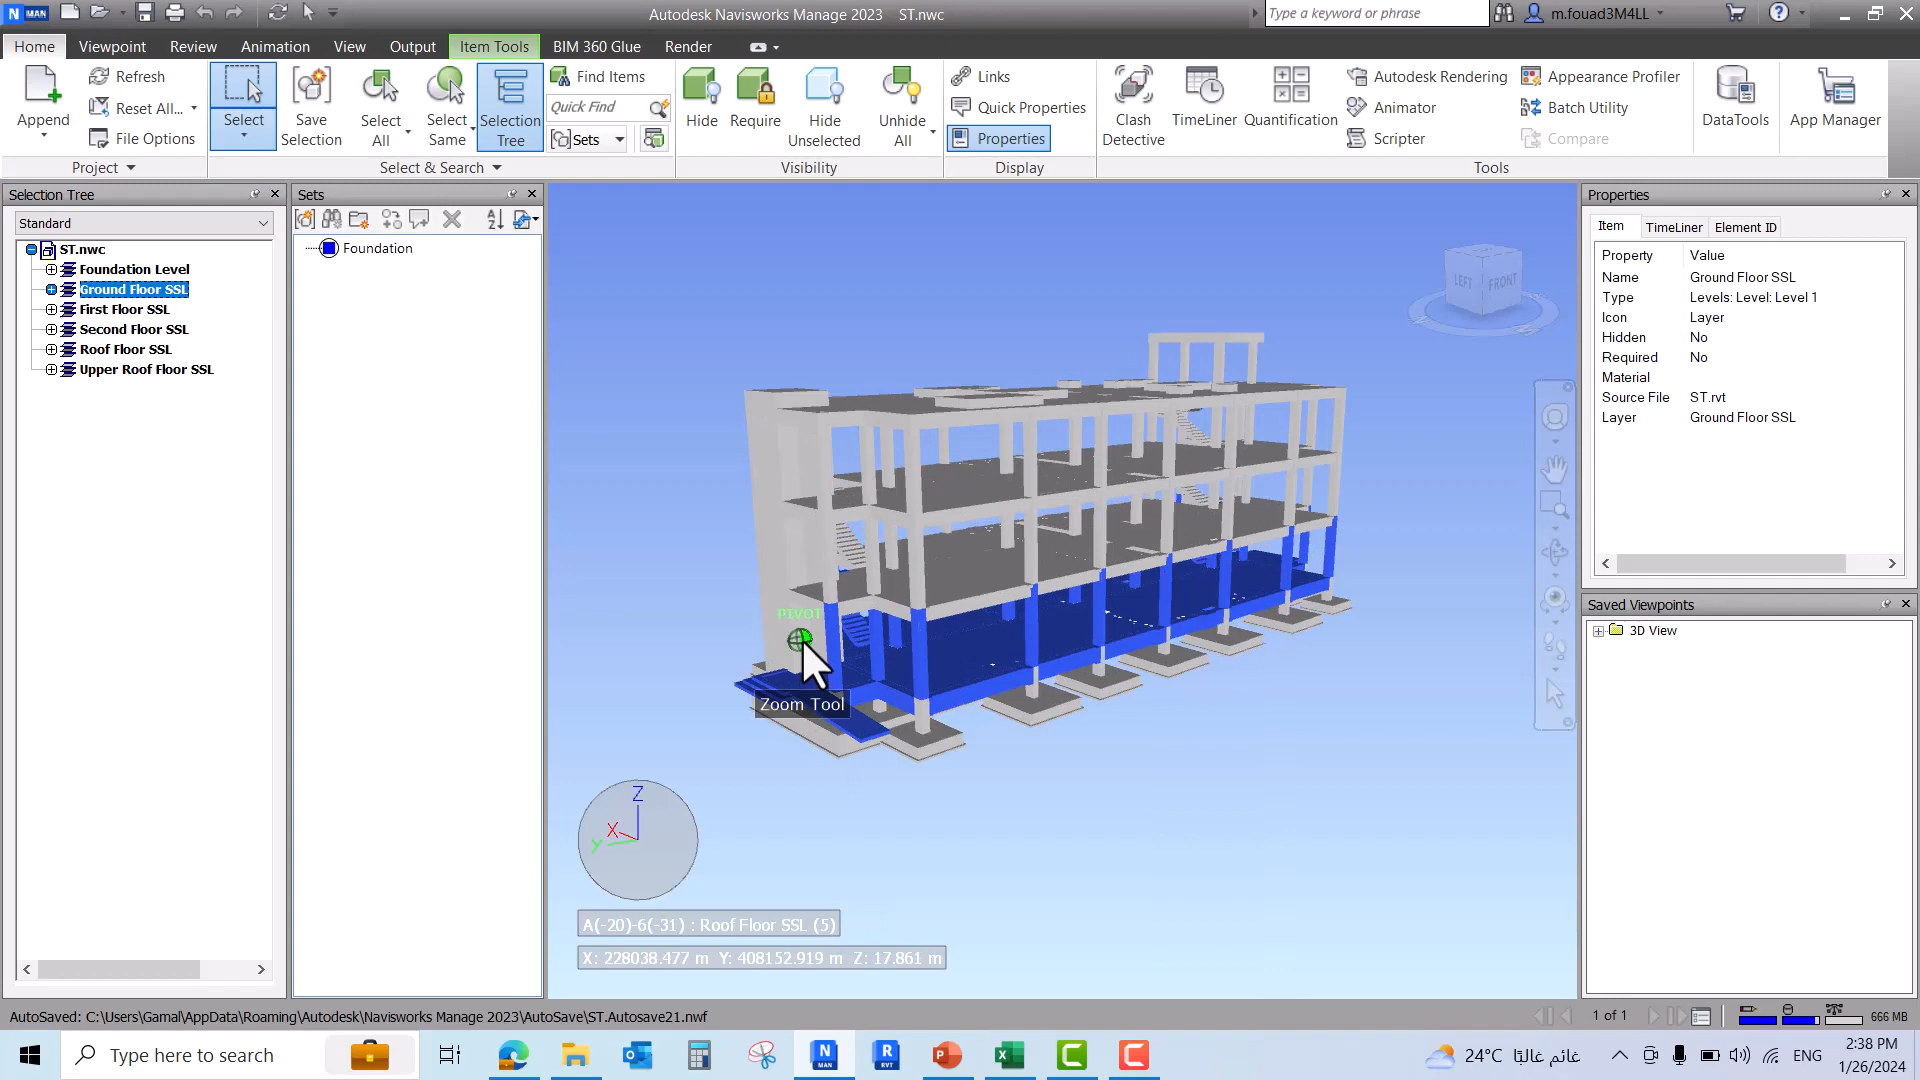 N MAN
Autodesk Navisworks Manage 2023 ST.nwc
Type a keyword or phrase
m.fouad3M4LL
Home Viewpoint Review Animation View Output Item Tools BIM 360 Glue Render
Append
Refresh
Reset All...
File Options
Project
Select
Save Selection
Select All
Select Same
Selection Tree
Find Items
Quick Find
Sets
Select & Search
Hide
Require
Hide Unselected
Unhide All
Visibility
Links
Quick Properties
Properties
Display
Clash Detective
TimeLiner
Quantification
Autodesk Rendering
Animator
Scripter
Appearance Profiler
Batch Utility
Compare
Tools
DataTools
App Manager
Selection Tree
Standard
ST.nwc
Foundation Level
Ground Floor SSL
First Floor SSL
Second Floor SSL
Roof Floor SSL
Upper Roof Floor SSL
Sets
Foundation
LEFT FRONT
PIVOT
Zoom Tool
Z
X
Y
A(-20)-6(-31) : Roof Floor SSL (5)
X: 228038.477 m Y: 408152.919 m Z: 17.861 m
Properties
Item TimeLiner Element ID
Property Value
Name Ground Floor SSL
Type Levels: Level: Level 1
Icon Layer
Hidden No
Required No
Material
Source File ST.rvt
Layer Ground Floor SSL
Saved Viewpoints
3D View
AutoSaved: C:\Users\Gamal\AppData\Roaming\Autodesk\Navisworks Manage 2023\AutoSave\ST.Autosave21.nwf
1 of 1
666 MB
Type here to search
24°C غائم غالبًا
ENG
2:38 PM
1/26/2024